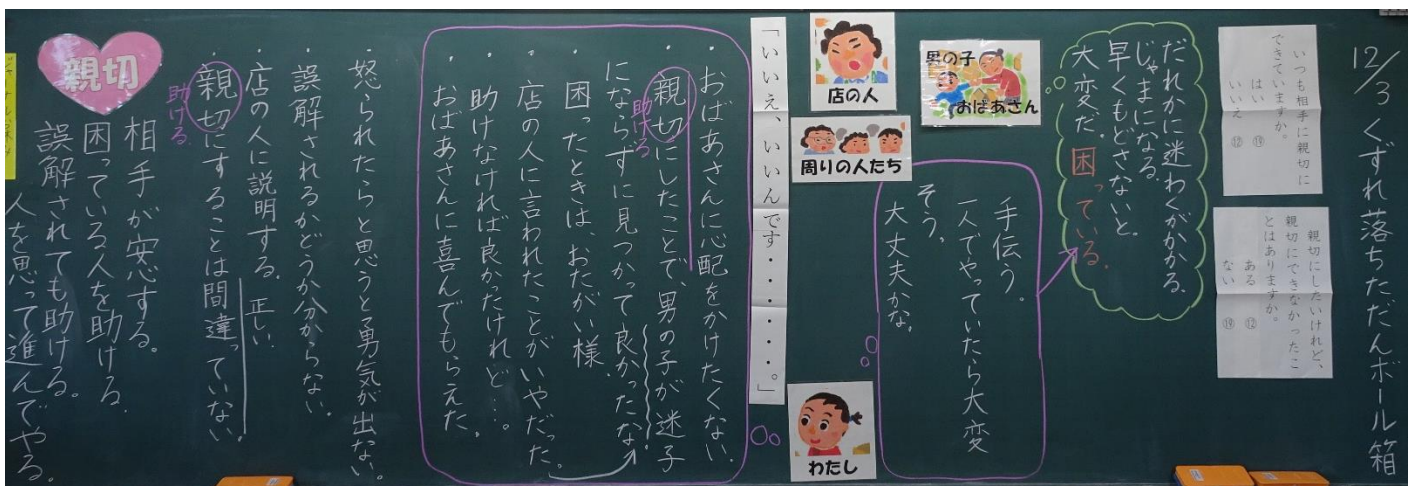 12/3 くずれ落ちただんボール箱
いつも相手に親切に
できていますか。
はい ⑲
いいえ ⑫
親切にしたいけれど、
親切にできなかったこ
とはありますか。
ある ⑫
ない ⑲
だれかに迷わくがかかる。
じゃまになる。
早くもどさないと。
大変だ。困っている。
男の子
おばあさん
手伝う。
一人でやっていたら大変
そう。
大丈夫かな。
店の人
周りの人たち
わたし
「いいえ、いいんです・・・・・・。」
・おばあさんに心配をかけたくない。
・親切にしたことで、男の子が迷子
助ける
にならずに見つかって良かったな。
・困ったときは おたがい様。
・店の人に言われたことがいやだった。
・助けなければ良かったけれど…。
・おばあさんに喜んでもらえた。
・怒られたらと思うと勇気が出ない。
・誤解されるかどうか分からない。
・店の人に説明する。正しい
・親切にすることは間違っていない。
助ける
親切
相手が安心する。
困っている人を助ける。
誤解されても助ける。
人を思って進んでやる。